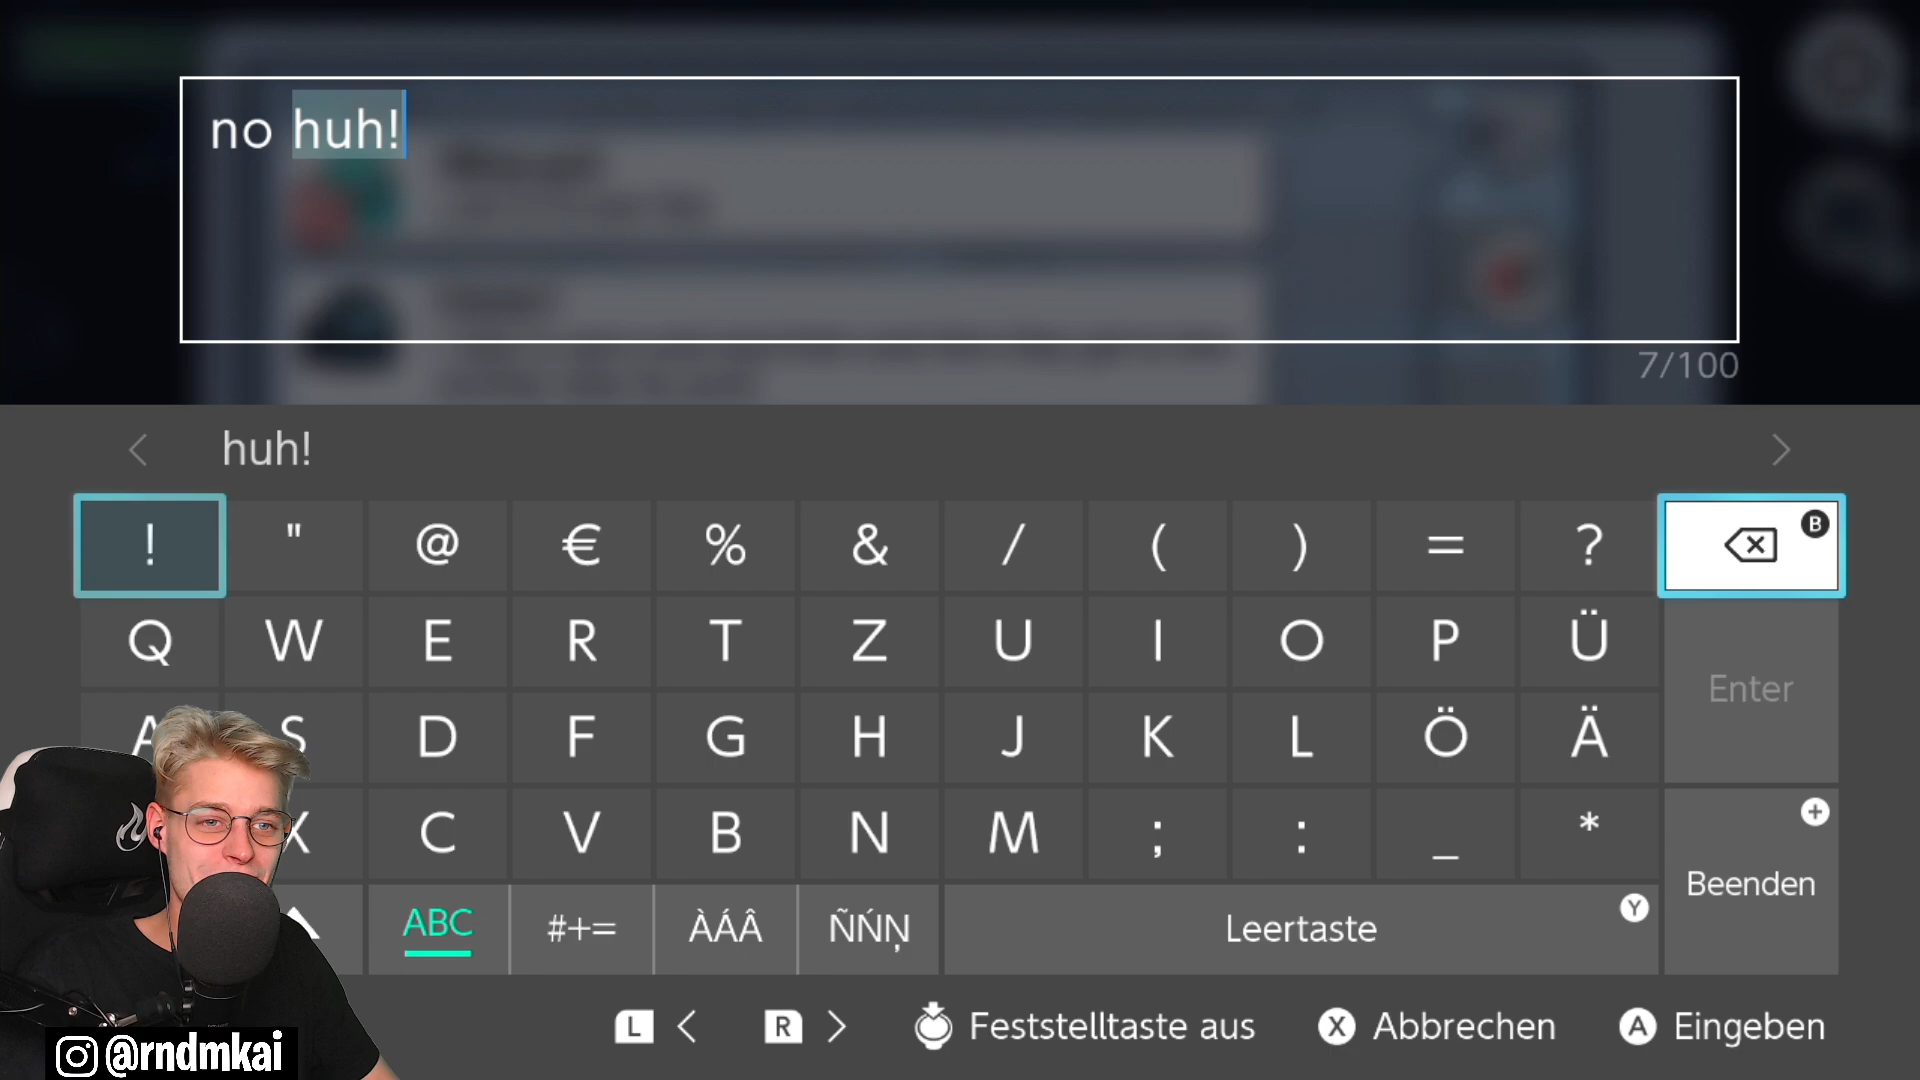 no huh!
7/100
huh!
! " @ € % & / ( ) = ? B
Q W E R T Z U I O P Ü
Enter
A S D F G H J K L Ö Ä
X C V B N M ; : _ * +
Beenden
ABC #+= ÀÁÂ ÑŃŅ Leertaste Y
L < R > Feststelltaste aus X Abbrechen A Eingeben
@rndmkai